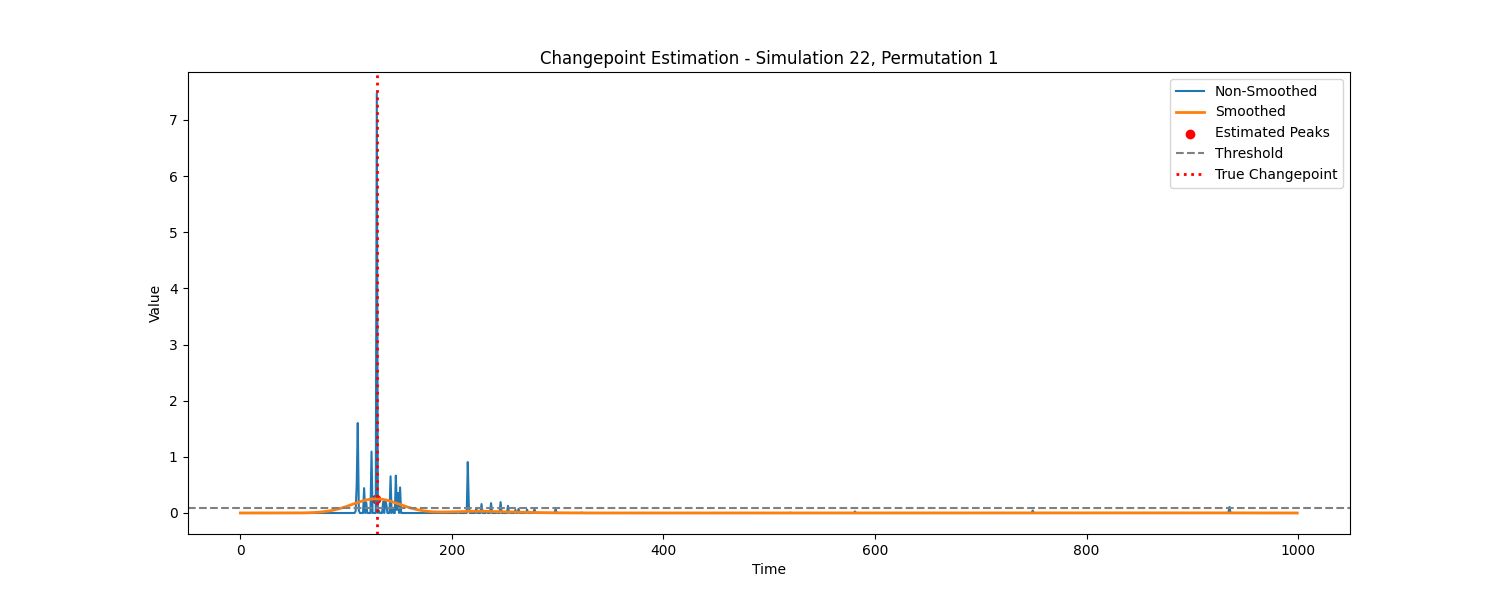 Changepoint Estimation - Simulation 22, Permutation 1
Non-Smoothed
Smoothed
Estimated Peaks
Threshold
True Changepoint
Value
7
6
5
4
3
2
1
0
0 200 400 600 800 1000
Time